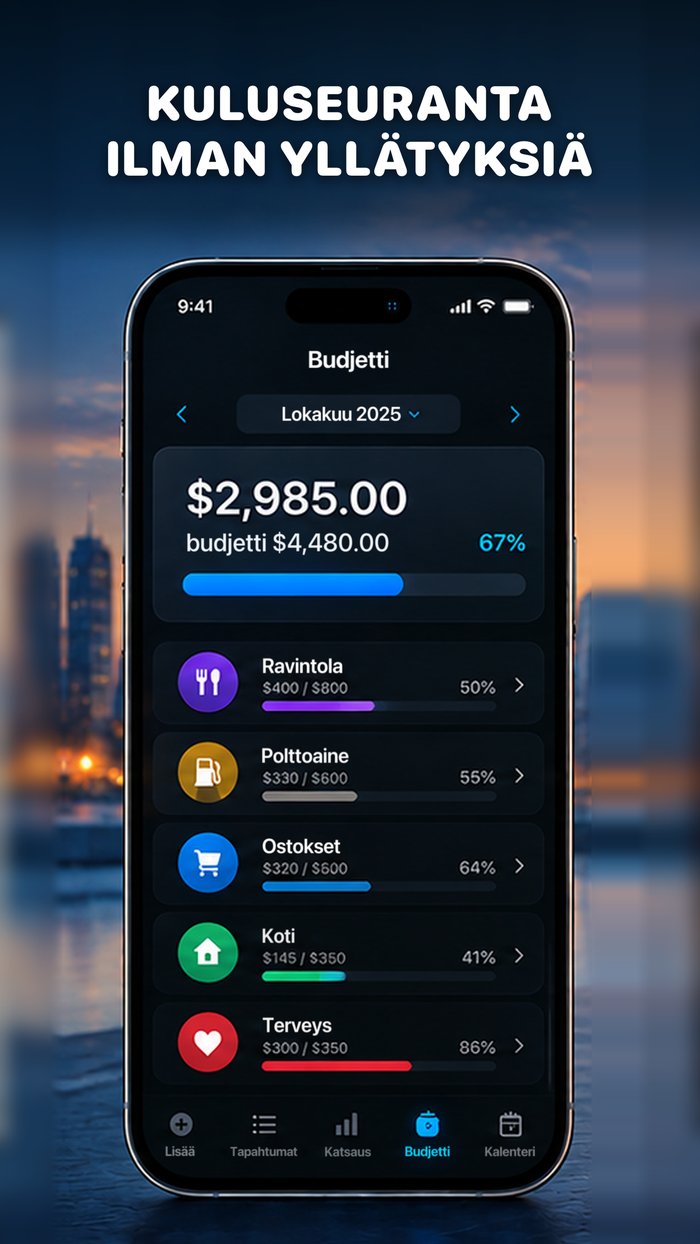 KULUSEURANTA
ILMAN YLLÄTYKSIÄ
9:41
Budjetti
Lokakuu 2025
$2,985.00
budjetti $4,480.00
67%
Ravintola
$400 / $800
50%
Polttoaine
$330 / $600
55%
Ostokset
$320 / $500
64%
Koti
$145 / $350
41%
Terveys
$300 / $350
86%
Lisää
Tapahtumat
Katsaus
Budjetti
Kalenteri